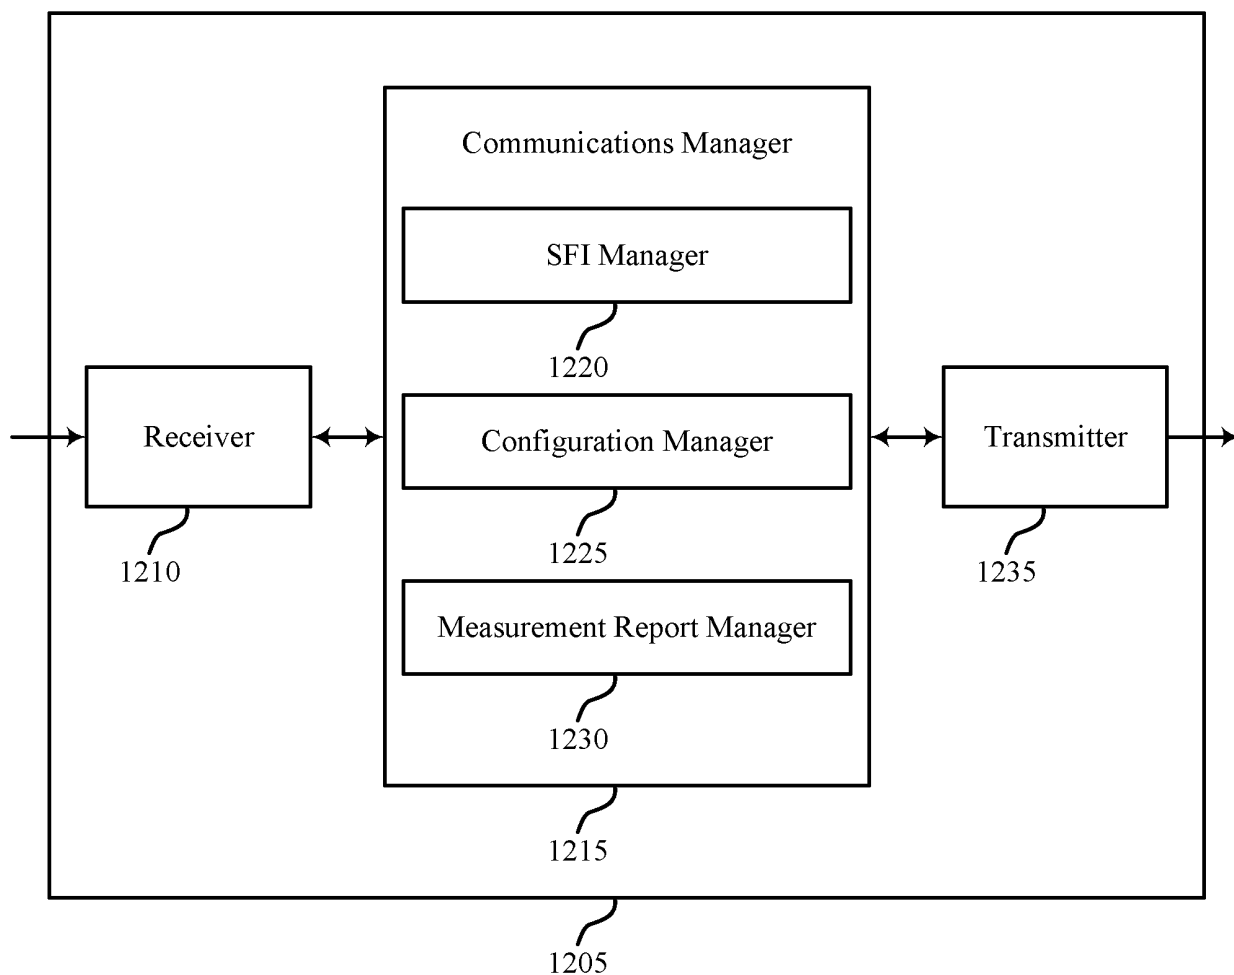 Communications Manager
SFI Manager
1220
Receiver
1210
Configuration Manager
1225
Transmitter
1235
Measurement Report Manager
1230
1215
1205